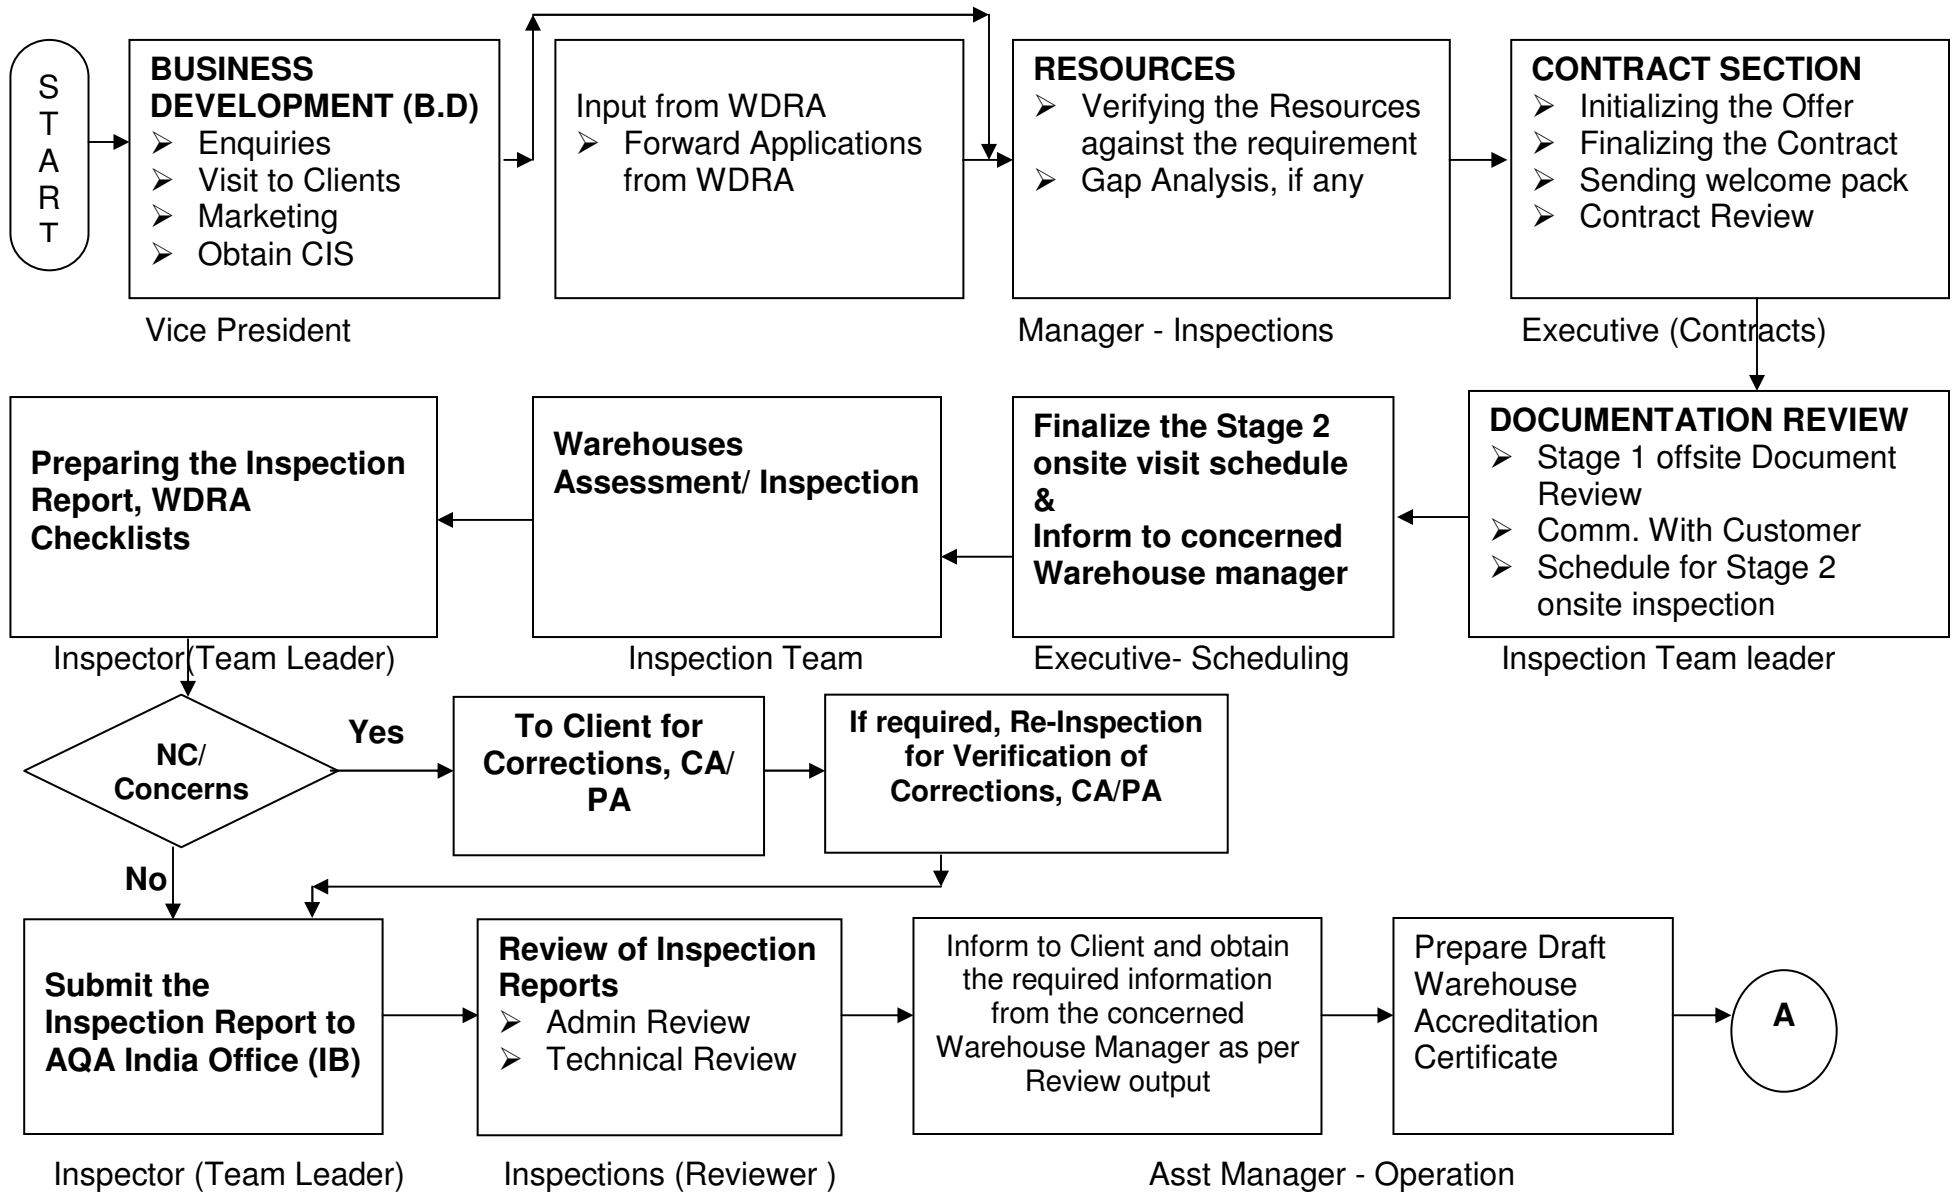 S
T
A
R
T
BUSINESS
DEVELOPMENT (B.D)
➢ Enquiries
➢ Visit to Clients
➢ Marketing
➢ Obtain CIS
Vice President
Input from WDRA
➢ Forward Applications
from WDRA
RESOURCES
➢ Verifying the Resources
against the requirement
➢ Gap Analysis, if any
Manager - Inspections
CONTRACT SECTION
➢ Initializing the Offer
➢ Finalizing the Contract
➢ Sending welcome pack
➢ Contract Review
Executive (Contracts)
DOCUMENTATION REVIEW
➢ Stage 1 offsite Document
Review
➢ Comm. With Customer
➢ Schedule for Stage 2
onsite inspection
Inspection Team leader
Finalize the Stage 2
onsite visit schedule
&
Inform to concerned
Warehouse manager
Executive- Scheduling
Warehouses
Assessment/ Inspection
Inspection Team
Preparing the Inspection
Report, WDRA
Checklists
Inspector(Team Leader)
NC/
Concerns
Yes
To Client for
Corrections, CA/
PA
If required, Re-Inspection
for Verification of
Corrections, CA/PA
No
Submit the
Inspection Report to
AQA India Office (IB)
Inspector (Team Leader)
Review of Inspection
Reports
➢ Admin Review
➢ Technical Review
Inspections (Reviewer )
Inform to Client and obtain
the required information
from the concerned
Warehouse Manager as per
Review output
Prepare Draft
Warehouse
Accreditation
Certificate
Asst Manager - Operation
A